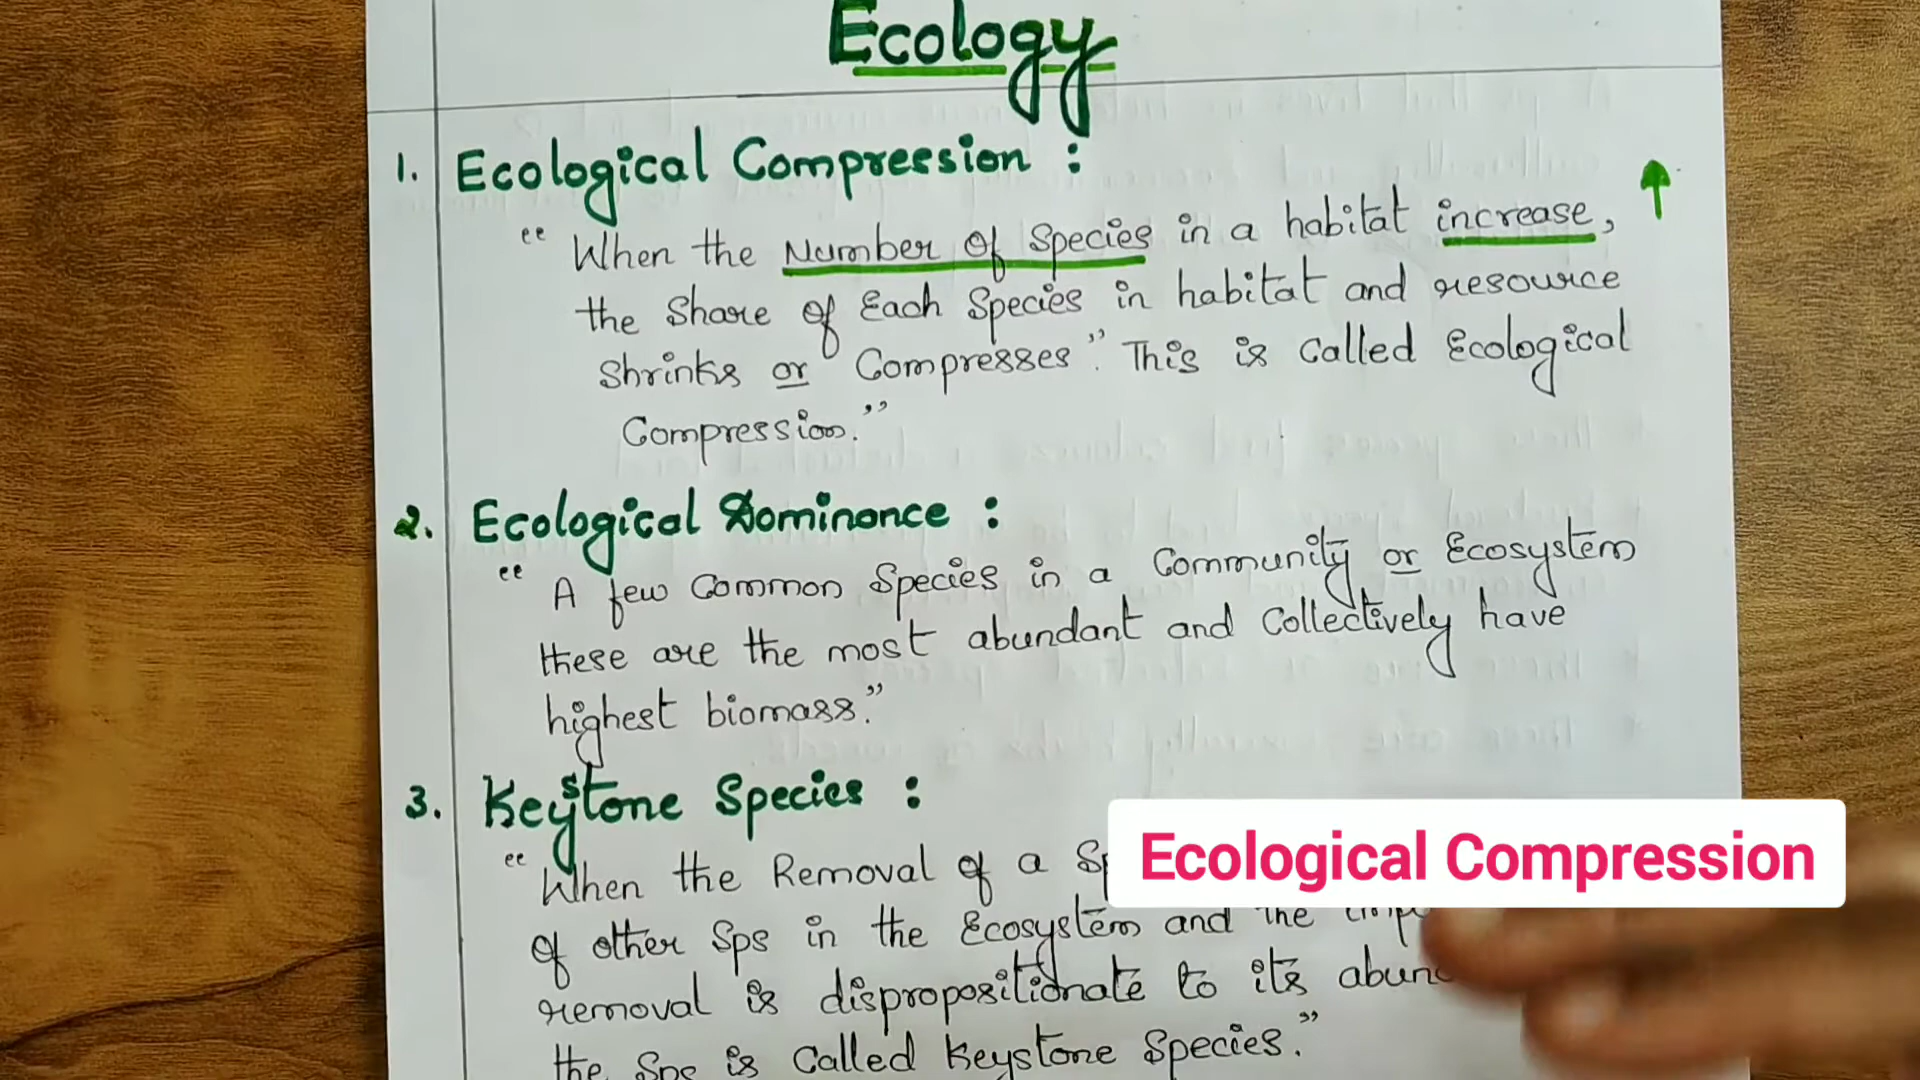 Ecology
1. Ecological Compression :
“ When the Number of Species in a habitat increase, ↑
the Share of Each Species in habitat and resource
Shrinks or Compresses”. This is Called Ecological
Compression.”
2. Ecological Dominance :
“ A few Common Species in a Community or Ecosystem
these are the most abundant and Collectively have
highest biomass.”
3. Keystone Species :
“ When the Removal of a
Ecological Compression
of other Sps in the Ecosystem and the
removal is dispropositionate to its
the Sps is Called Keystone Species.”